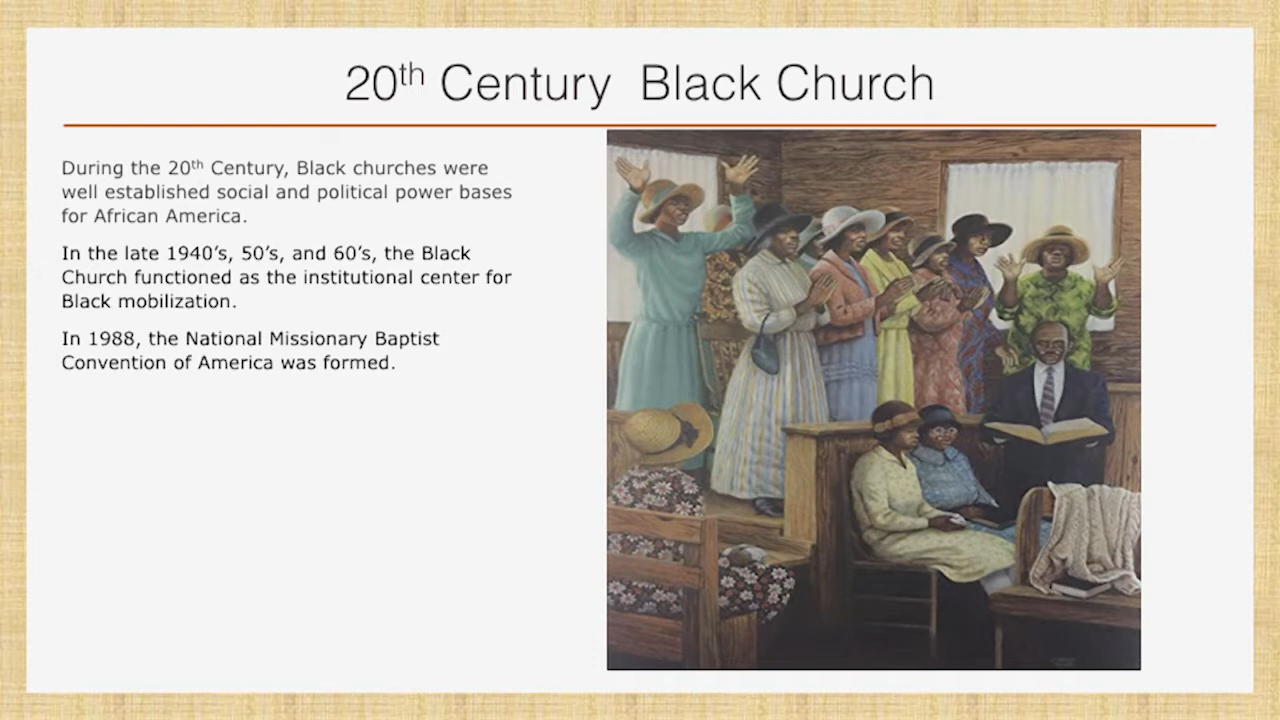 20th Century Black Church
During the 20th Century, Black churches were
well established social and political power bases
for African America.
In the late 1940’s, 50’s, and 60’s, the Black
Church functioned as the institutional center for
Black mobilization.
In 1988, the National Missionary Baptist
Convention of America was formed.